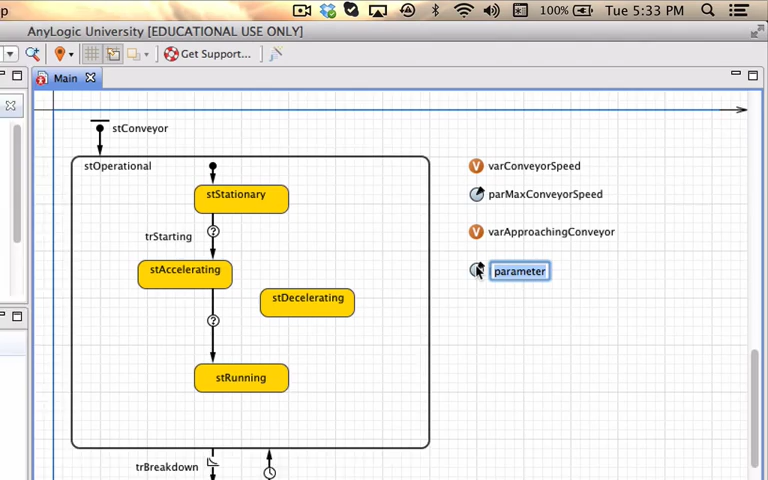 p
100%
Tue 5:33 PM
AnyLogic University [EDUCATIONAL USE ONLY]
Get Support...
Main
stConveyor
stOperational
stStationary
trStarting
stAccelerating
stDecelerating
stRunning
trBreakdown
varConveyorSpeed
parMaxConveyorSpeed
varApproachingConveyor
parameter